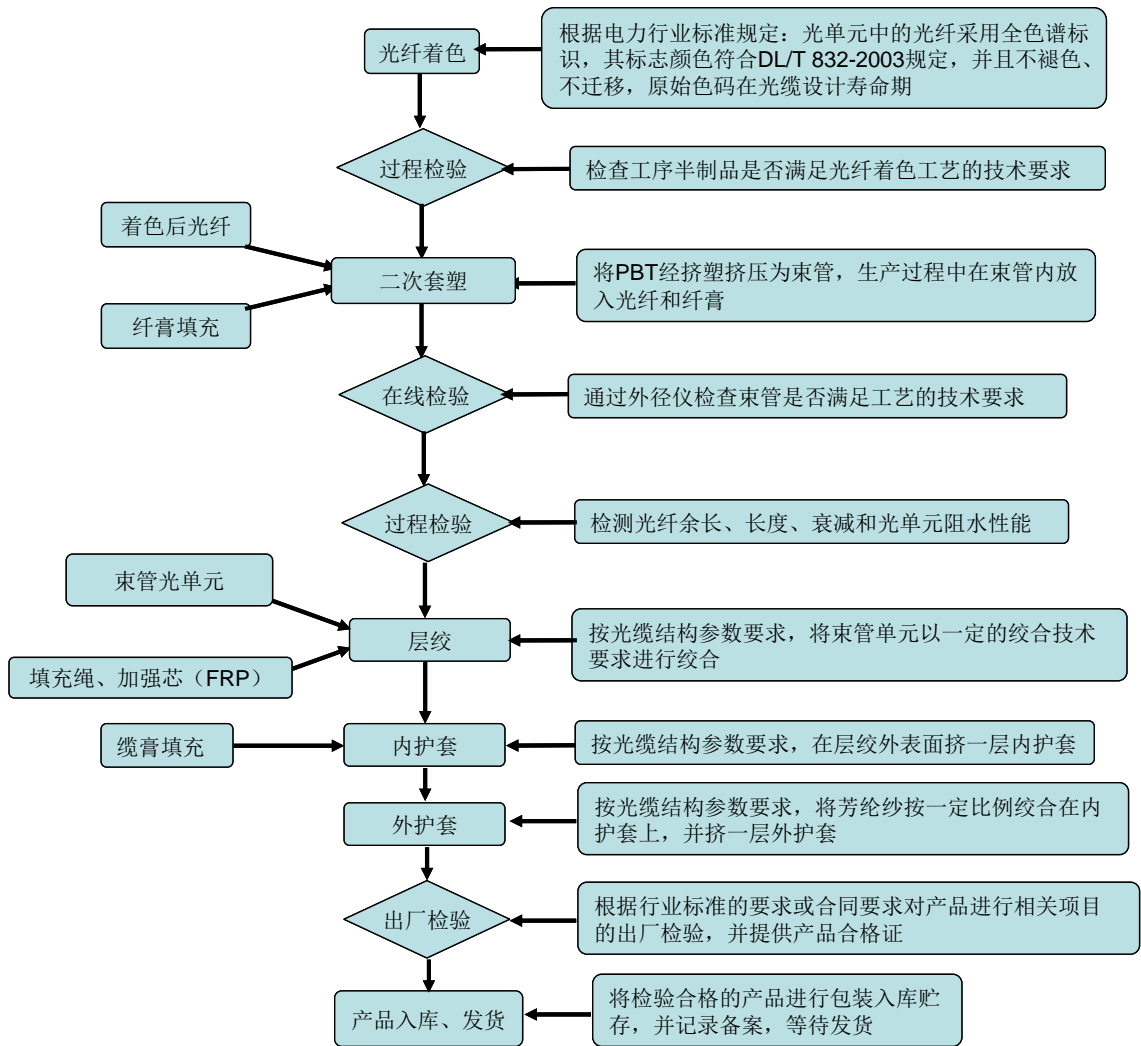 光纤着色
根据电力行业标准规定：光单元中的光纤采用全色谱标
识，其标志颜色符合DL/T 832-2003规定，并且不褪色、
不迁移，原始色码在光缆设计寿命期
过程检验
检查工序半制品是否满足光纤着色工艺的技术要求
着色后光纤
二次套塑
将PBT经挤塑挤压为束管，生产过程中在束管内放
入光纤和纤膏
纤膏填充
在线检验
通过外径仪检查束管是否满足工艺的技术要求
过程检验
检测光纤余长、长度、衰减和光单元阻水性能
束管光单元
层绞
按光缆结构参数要求，将束管单元以一定的绞合技术
要求进行绞合
填充绳、加强芯（FRP）
缆膏填充
内护套
按光缆结构参数要求，在层绞外表面挤一层内护套
外护套
按光缆结构参数要求，将芳纶纱按一定比例绞合在内
护套上，并挤一层外护套
出厂检验
根据行业标准的要求或合同要求对产品进行相关项目
的出厂检验，并提供产品合格证
产品入库、发货
将检验合格的产品进行包装入库贮
存，并记录备案，等待发货